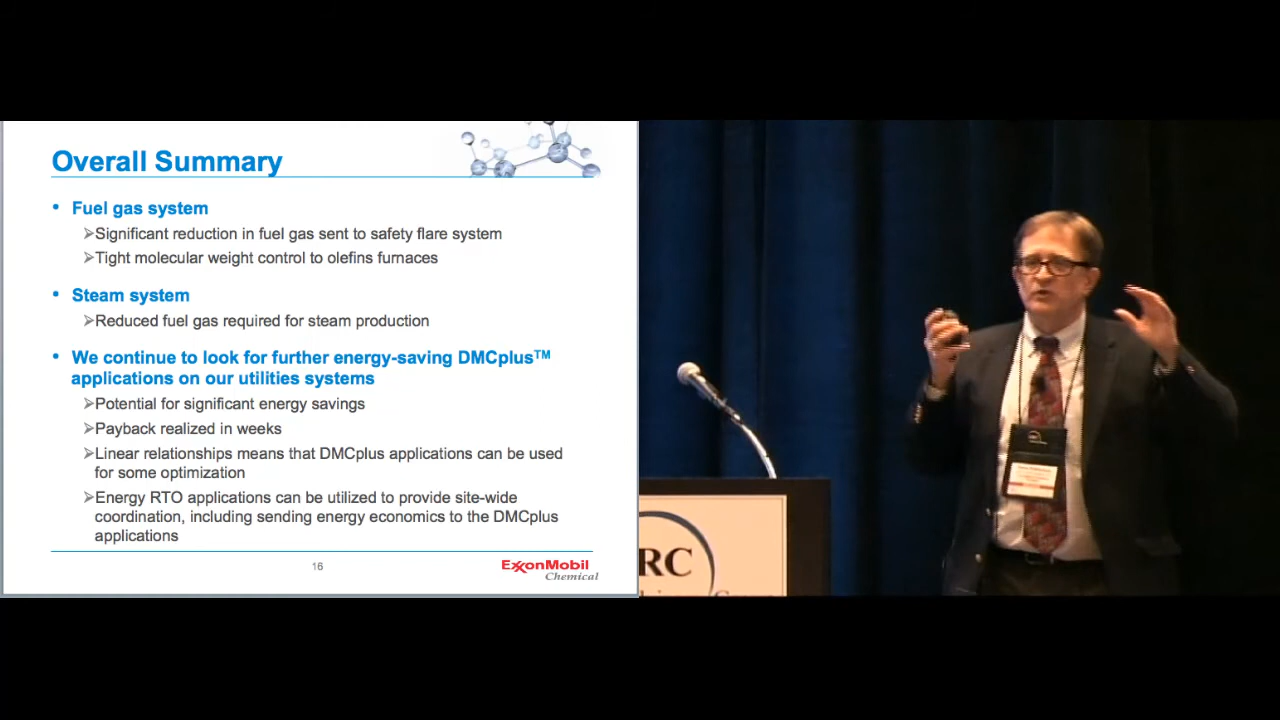 Overall Summary
• Fuel gas system
➢Significant reduction in fuel gas sent to safety flare system
➢Tight molecular weight control to olefins furnaces
• Steam system
➢Reduced fuel gas required for steam production
• We continue to look for further energy-saving DMCplus™
applications on our utilities systems
➢Potential for significant energy savings
➢Payback realized in weeks
➢Linear relationships means that DMCplus applications can be used
for some optimization
➢Energy RTO applications can be utilized to provide site-wide
coordination, including sending energy economics to the DMCplus
applications
16
ExxonMobil
Chemical
RC